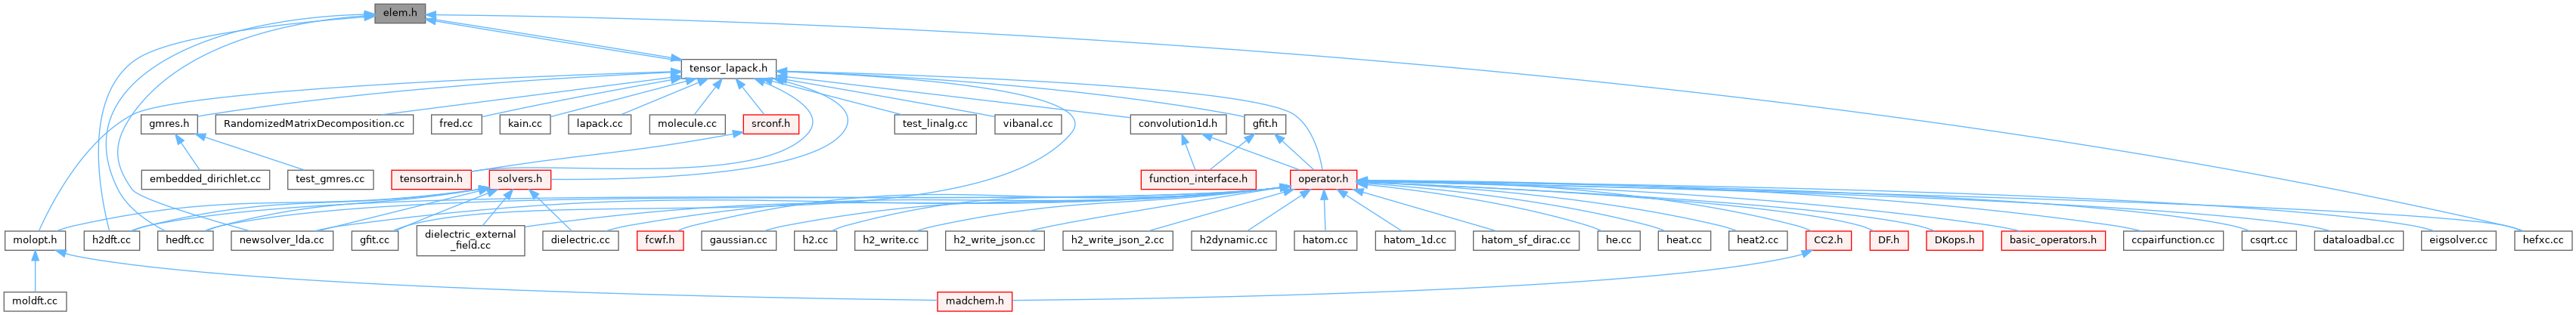 elem.h
tensor_lapack.h
gmres.h
RandomizedMatrixDecomposition.cc
fred.cc
kain.cc
lapack.cc
molecule.cc
srconf.h
test_linalg.cc
vibanal.cc
convolution1d.h
gfit.h
embedded_dirichlet.cc
test_gmres.cc
tensortrain.h
solvers.h
function_interface.h
operator.h
molopt.h
h2dft.cc
hedft.cc
newsolver_lda.cc
gfit.cc
dielectric_external
_field.cc
dielectric.cc
fcwf.h
gaussian.cc
h2.cc
h2_write.cc
h2_write_json.cc
h2_write_json_2.cc
h2dynamic.cc
hatom.cc
hatom_1d.cc
hatom_sf_dirac.cc
he.cc
heat.cc
heat2.cc
CC2.h
DF.h
DKops.h
basic_operators.h
ccpairfunction.cc
csqrt.cc
dataloadbal.cc
eigsolver.cc
hefxc.cc
moldft.cc
madchem.h